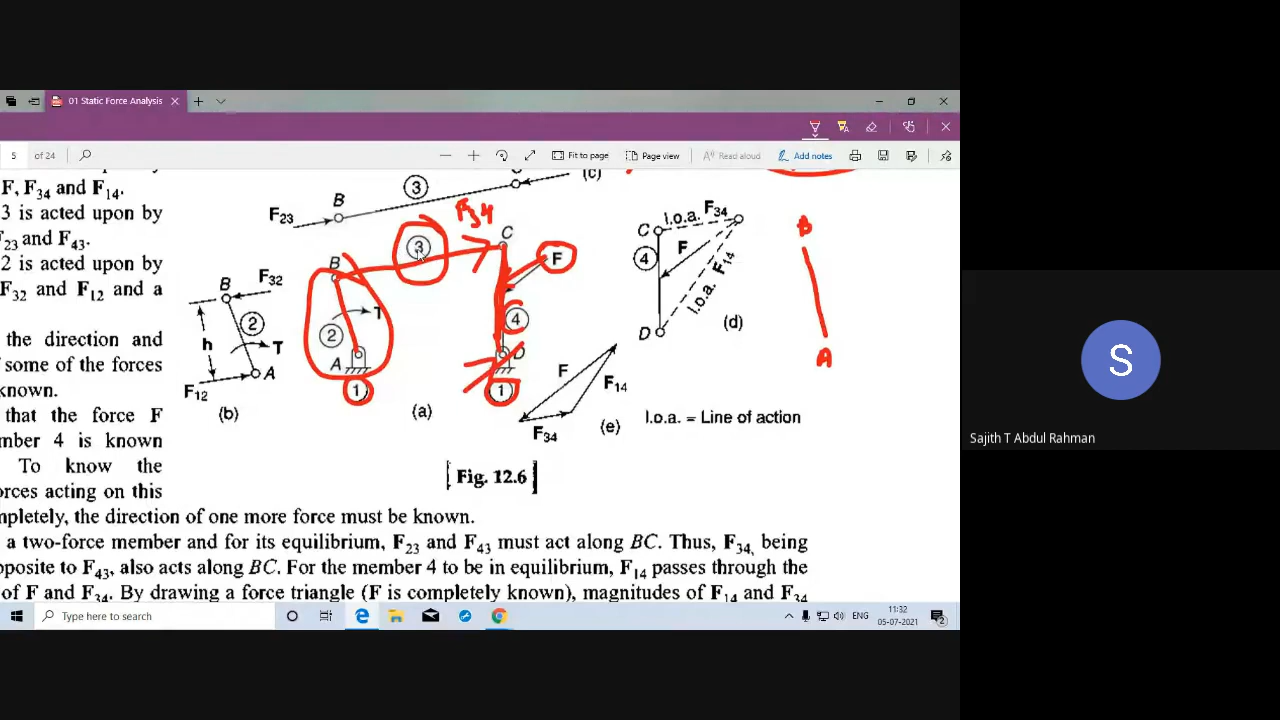 01 Static Force Analysis
5 of 24
Fit to page
Page view
Read aloud
Add notes
F, F34 and F14.
3 is acted upon by
F23 and F43.
2 is acted upon by
F32 and F12 and a
the direction and
some of the forces
known.
that the force F
mber 4 is known
To know the
orces acting on this
mpletely, the direction of one more force must be known.
a two-force member and for its equilibrium, F23 and F43 must act along BC. Thus, F34, being
pposite to F43, also acts along BC. For the member 4 to be in equilibrium, F14 passes through the
of F and F34. By drawing a force triangle (F is completely known), magnitudes of F14 and F34
B
3
(c)
F23
F34
C
B
3
F
2
T
4
A
D
1
1
(a)
B
F32
2
h
T
A
F12
(b)
l.o.a. F34
C
4
F
l.o.a. F14
D
(d)
F
F14
F34
(e)
l.o.a. = Line of action
[ Fig. 12.6 ]
B
A
S
Sajith T Abdul Rahman
Type here to search
ENG
11:32
05-07-2021
2